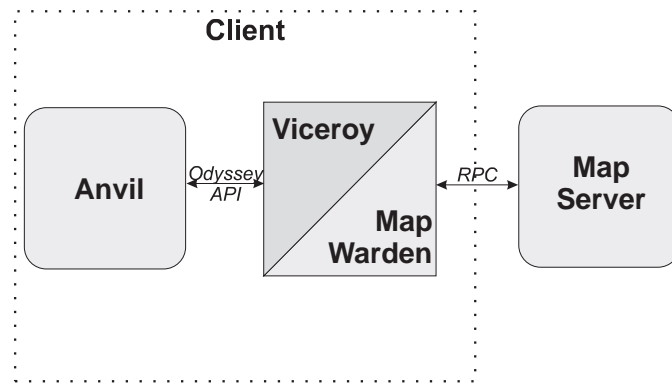 Client
Viceroy
Anvil
Odyssey
API
Map
Warden
RPC
Map
Server